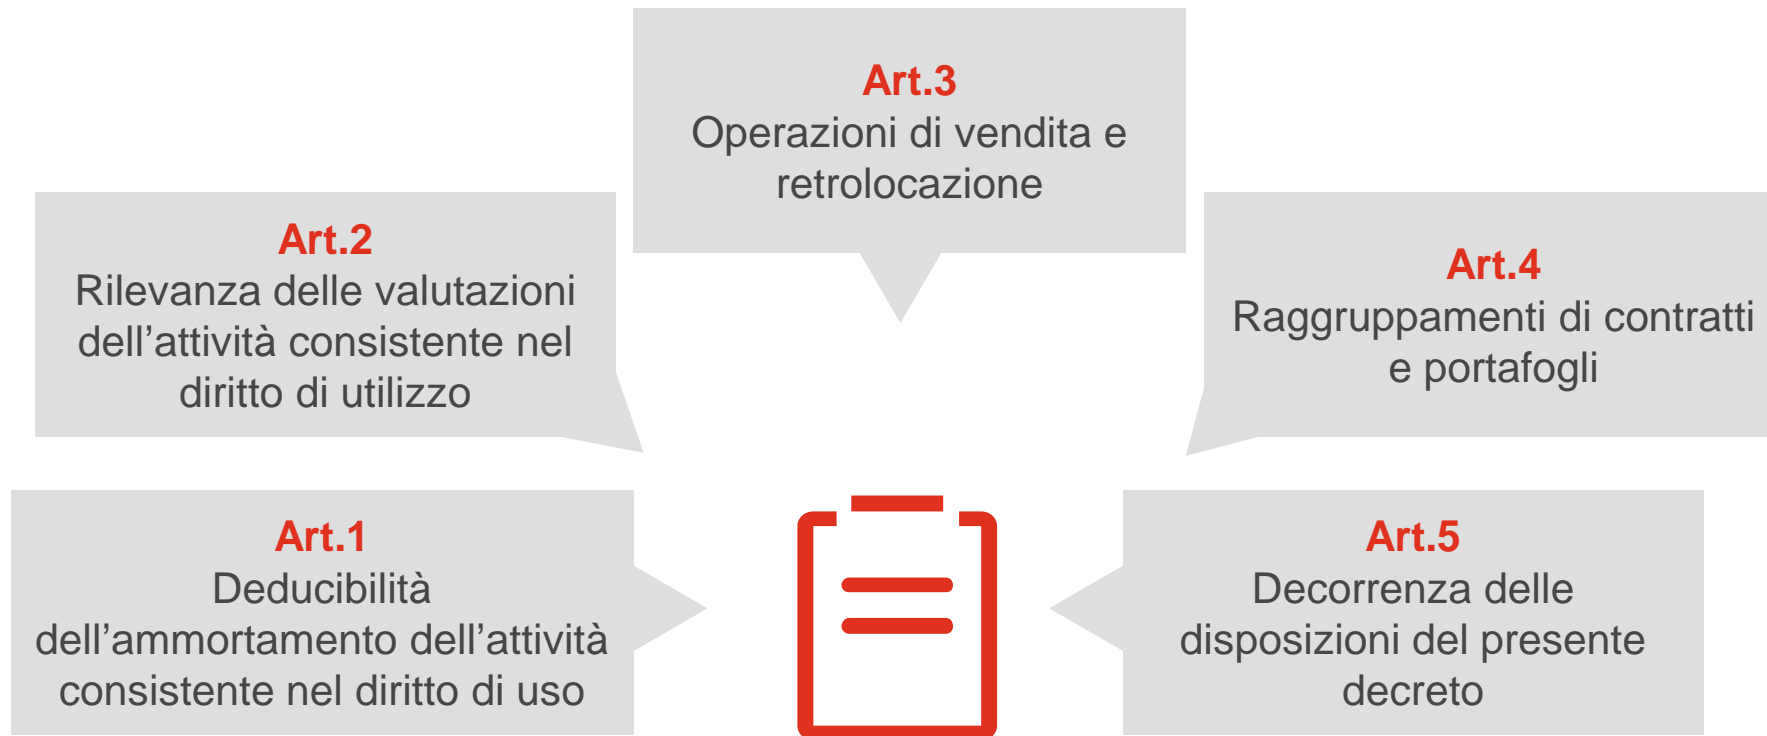 Art.3
Operazioni di vendita e
retrolocazione
Art.2
Rilevanza delle valutazioni
dell’attività consistente nel
diritto di utilizzo
Art.4
Raggruppamenti di contratti
e portafogli
Art.1
Deducibilità
dell’ammortamento dell’attività
consistente nel diritto di uso
Art.5
Decorrenza delle
disposizioni del presente
decreto